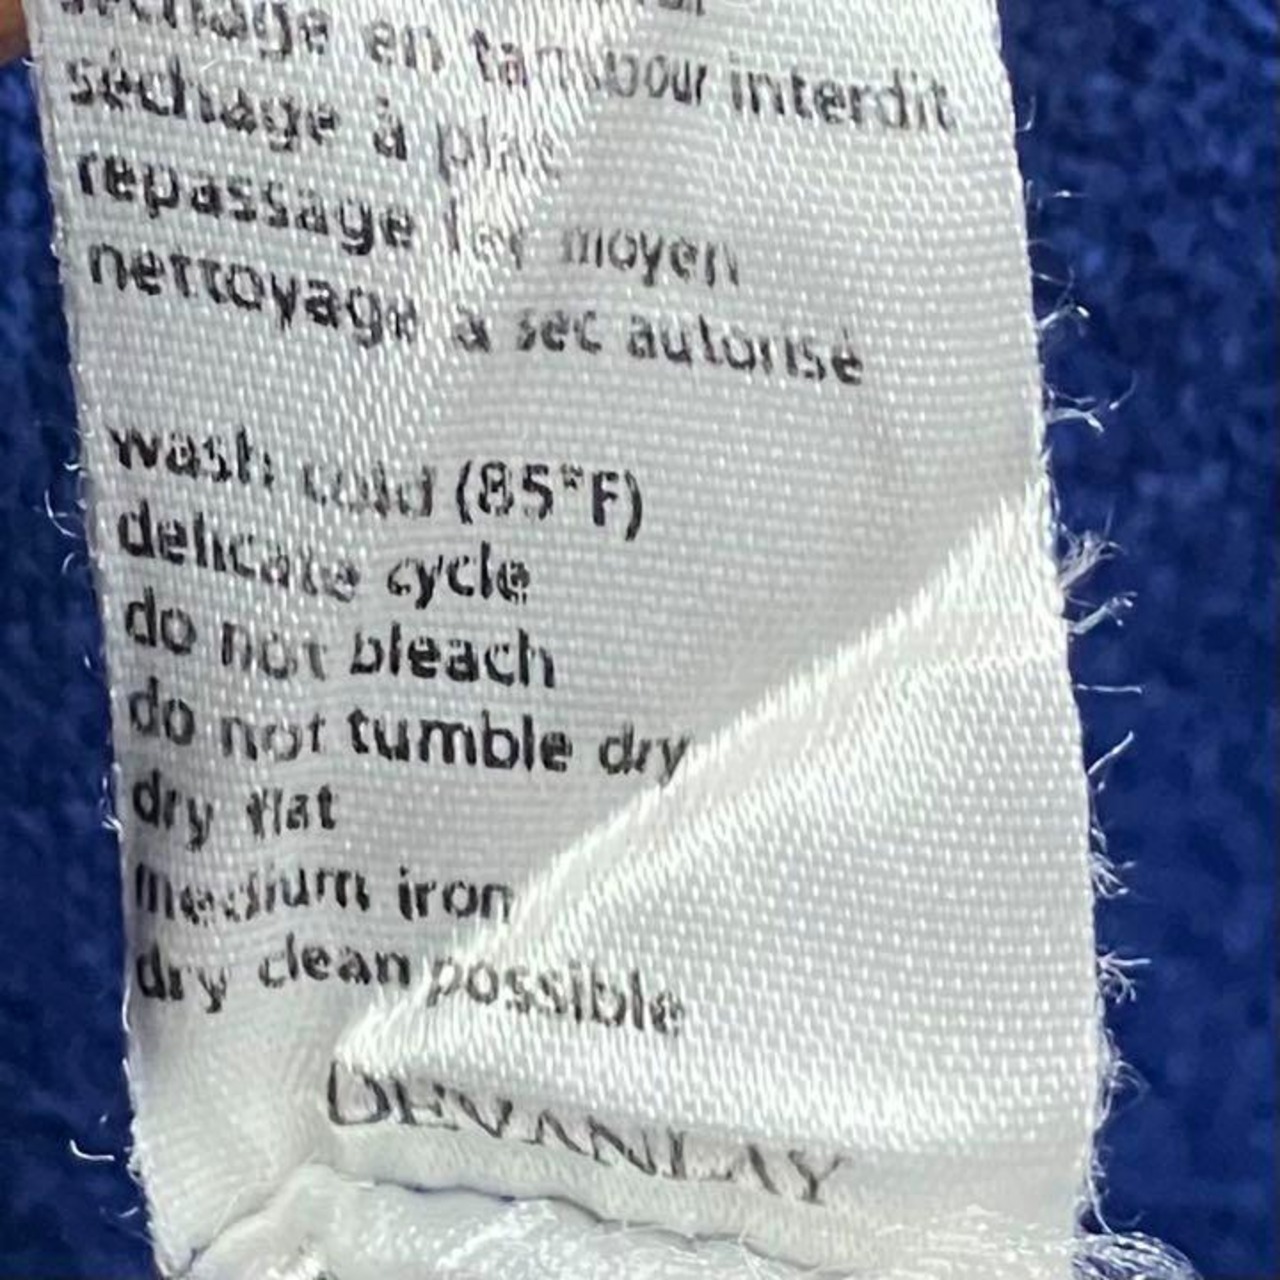 séchage en tambour interdit
séchage à plat
repassage fer moyen
nettoyage à sec autorisé
wash cold (85°F)
delicate cycle
do not bleach
do not tumble dry
dry flat
medium iron
dry clean possible
DEVANLAY